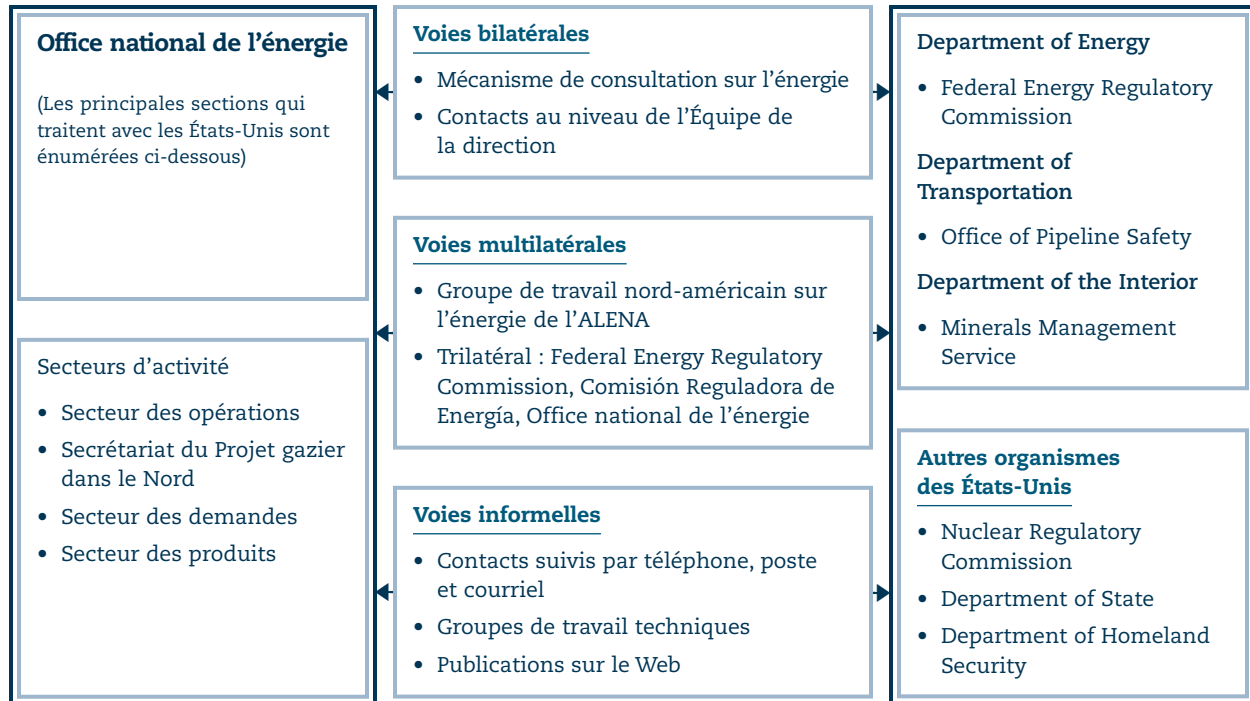 Office national de l'énergie
(Les principales sections qui
traitent avec les États-Unis sont
énumérées ci-dessous)
Secteurs d'activité
• Secteur des opérations
• Secrétariat du Projet gazier
dans le Nord
• Secteur des demandes
• Secteur des produits
Voies bilatérales
• Mécanisme de consultation sur l'énergie
• Contacts au niveau de l'Équipe de
la direction
Voies multilatérales
• Groupe de travail nord-américain sur
l'énergie de l'ALENA
• Trilatéral : Federal Energy Regulatory
Commission, Comisión Reguladora de
Energía, Office national de l'énergie
Voies informelles
• Contacts suivis par téléphone, poste
et courriel
• Groupes de travail techniques
• Publications sur le Web
Department of Energy
• Federal Energy Regulatory
Commission
Department of
Transportation
• Office of Pipeline Safety
Department of the Interior
• Minerals Management
Service
Autres organismes
des États-Unis
• Nuclear Regulatory
Commission
• Department of State
• Department of Homeland
Security